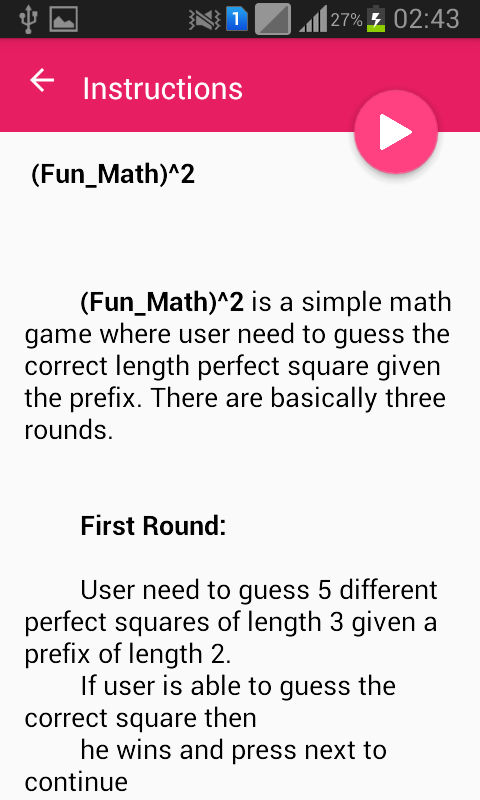 1 27% 02:43
Instructions
(Fun_Math)^2
(Fun_Math)^2 is a simple math
game where user need to guess the
correct length perfect square given
the prefix. There are basically three
rounds.
First Round:
User need to guess 5 different
perfect squares of length 3 given a
prefix of length 2.
If user is able to guess the
correct square then
he wins and press next to
continue